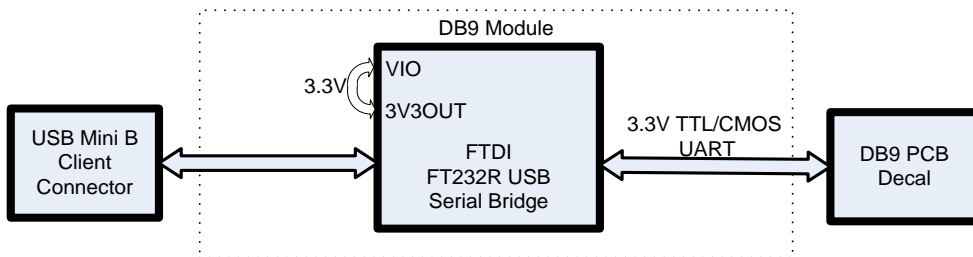 DB9 Module
VIO
3.3V
3V3OUT
USB Mini B
Client
Connector
FTDI
FT232R USB
Serial Bridge
3.3V TTL/CMOS
UART
DB9 PCB
Decal